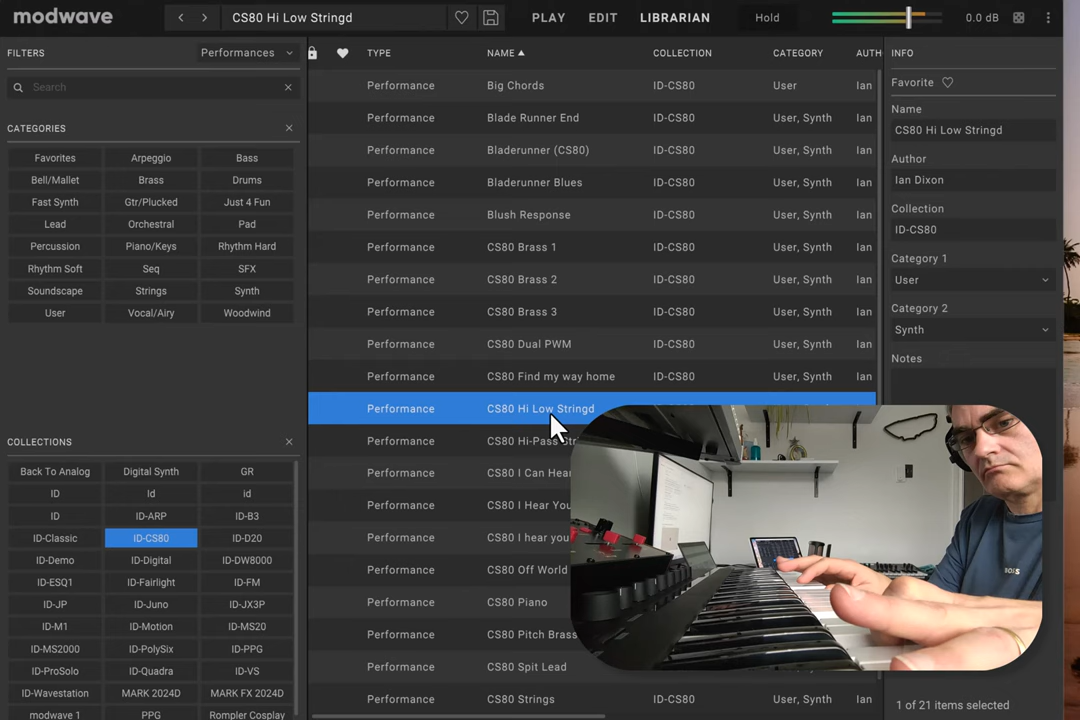 modwave
CS80 Hi Low Stringd
PLAY EDIT LIBRARIAN Hold 0.0 dB
FILTERS Performances
Search
CATEGORIES
Favorites Arpeggio Bass
Bell/Mallet Brass Drums
Fast Synth Gtr/Plucked Just 4 Fun
Lead Orchestral Pad
Percussion Piano/Keys Rhythm Hard
Rhythm Soft Seq SFX
Soundscape Strings Synth
User Vocal/Airy Woodwind
COLLECTIONS
Back To Analog Digital Synth GR
ID Id id
ID ID-ARP ID-B3
ID-Classic ID-CS80 ID-D20
ID-Demo ID-Digital ID-DW8000
ID-ESQ1 ID-Fairlight ID-FM
ID-JP ID-Juno ID-JX3P
ID-M1 ID-Motion ID-MS20
ID-MS2000 ID-PolySix ID-PPG
ID-ProSolo ID-Quadra ID-VS
ID-Wavestation MARK 2024D MARK FX 2024D
modwave 1 PPG Rompler Cosplay
TYPE NAME COLLECTION CATEGORY AUTH
Performance Big Chords ID-CS80 User Ian
Performance Blade Runner End ID-CS80 User, Synth Ian
Performance Bladerunner (CS80) ID-CS80 User, Synth Ian
Performance Bladerunner Blues ID-CS80 User, Synth Ian
Performance Blush Response ID-CS80 User, Synth Ian
Performance CS80 Brass 1 ID-CS80 User, Synth Ian
Performance CS80 Brass 2 ID-CS80 User, Synth Ian
Performance CS80 Brass 3 ID-CS80 User, Synth Ian
Performance CS80 Dual PWM ID-CS80 User, Synth Ian
Performance CS80 Find my way home ID-CS80 User, Synth Ian
Performance CS80 Hi Low Stringd
Performance CS80 Hi-Pass Str
Performance CS80 I Can Hear
Performance CS80 I Hear You
Performance CS80 I hear you
Performance CS80 Off World
Performance CS80 Piano
Performance CS80 Pitch Brass
Performance CS80 Spit Lead
Performance CS80 Strings ID-CS80 User, Synth Ian
INFO
Favorite
Name
CS80 Hi Low Stringd
Author
Ian Dixon
Collection
ID-CS80
Category 1
User
Category 2
Synth
Notes
1 of 21 items selected